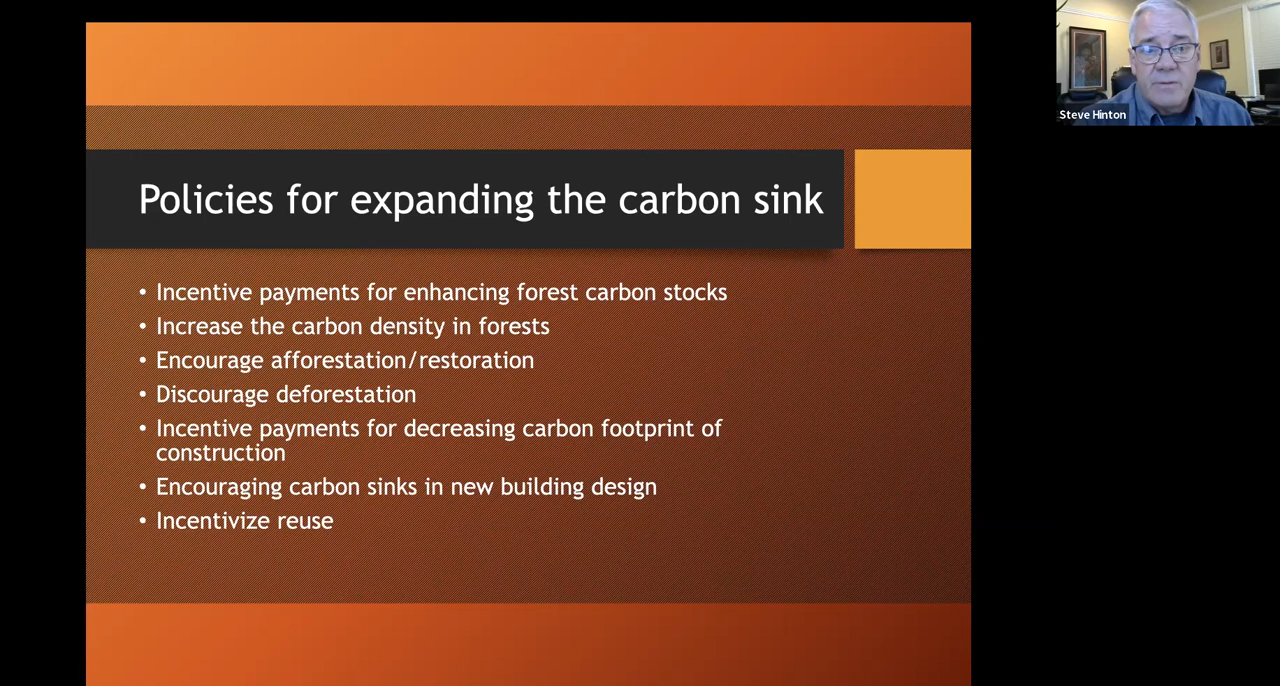 Policies for expanding the carbon sink
• Incentive payments for enhancing forest carbon stocks
• Increase the carbon density in forests
• Encourage afforestation/restoration
• Discourage deforestation
• Incentive payments for decreasing carbon footprint of
construction
• Encouraging carbon sinks in new building design
• Incentivize reuse
Steve Hinton